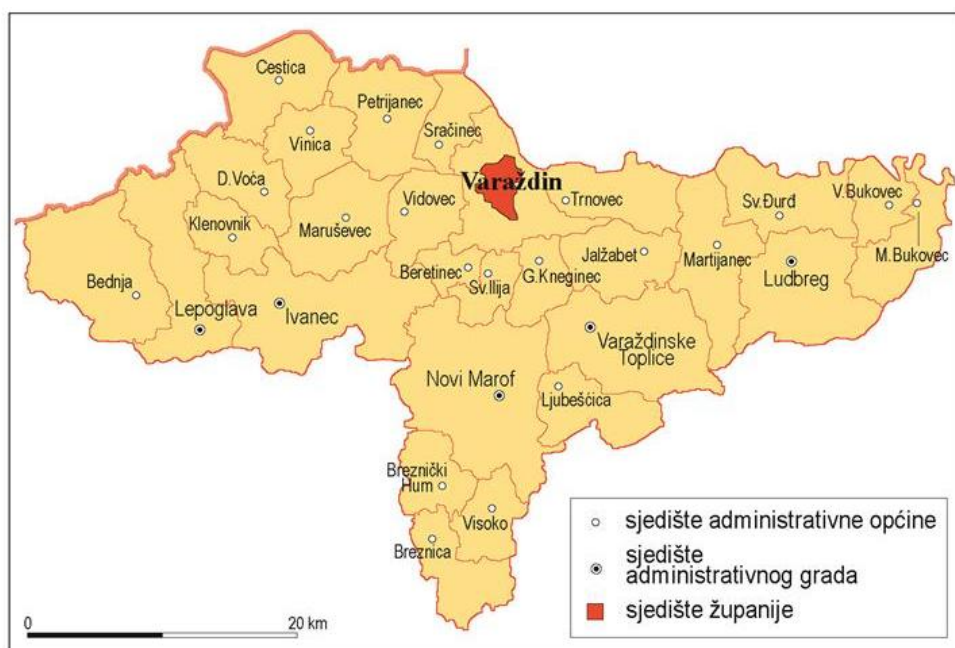 Cestica
Petrijanec
Sračinec
Vinica
Varaždin
D.Voća
Vidovec
Trnovec
V.Bukovec
Sv.Đurđ
Klenovnik
Maruševec
Jalžabet
M.Bukovec
Beretinec
Sv.Ilija
G.Kneginec
Martijanec
Ludbreg
Bednja
Lepoglava
Ivanec
Varaždinske
Toplice
Novi Marof
Ljubešćica
Breznički
Hum
Visoko
Breznica
sjedište administrativne općine
sjedište
administrativnog grada
sjedište županije
0 20 km